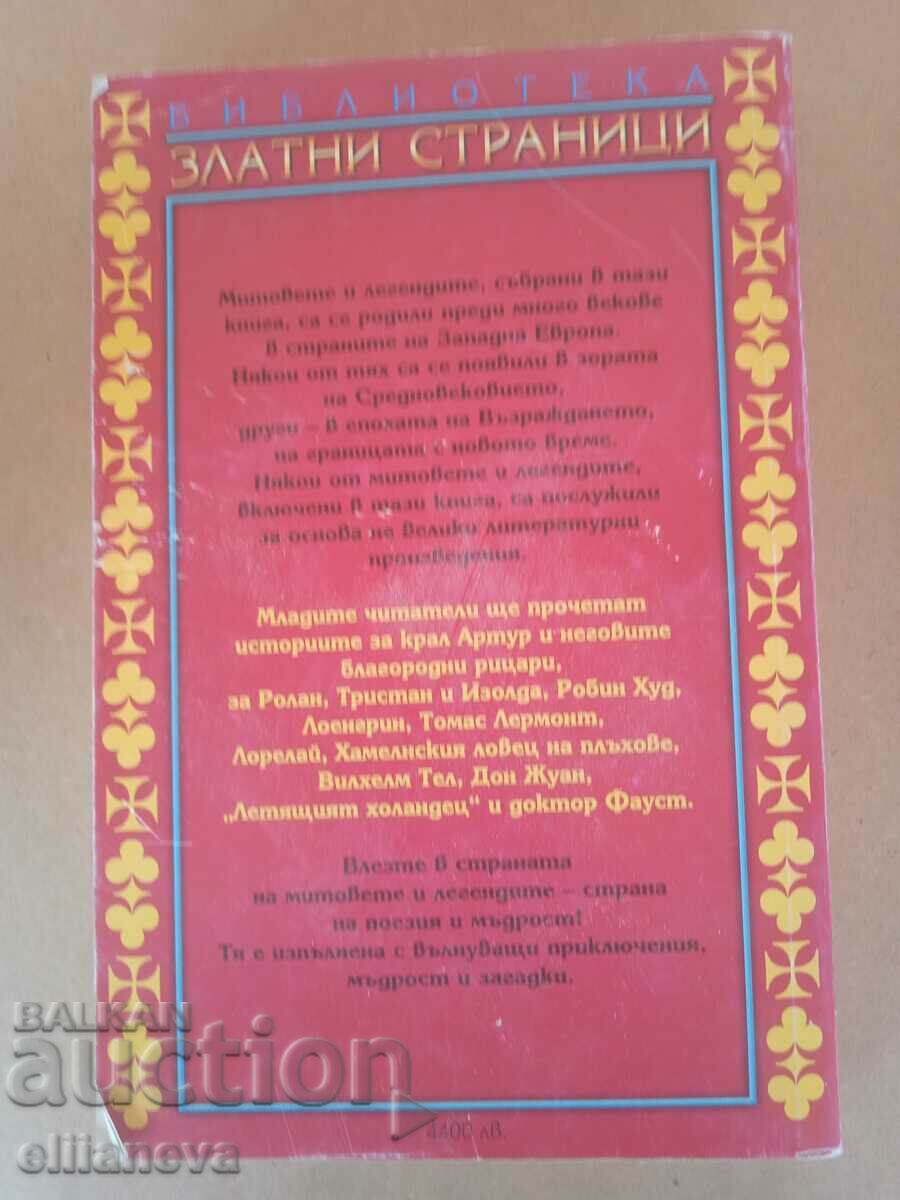 БИБЛИОТЕКА
ЗЛАТНИ СТРАНИЦИ
Митовете и легендите, събрани в тази
книга, са се родили преди много векове
в страните на Западна Европа.
Някои от тях са се появили в зората
на Средновековието,
други – в епохата на Възраждането,
на границата с новото време.
Някои от митовете и легендите,
включени в тази книга, са послужили
за основа на велики литературни
произведения.
Младите читатели ще прочетат
историите за крал Артур и неговите
благородни рицари,
за Ролан, Тристан и Изолда, Робин Худ,
Лоенгрин, Томас Лермонт,
Лорелай, Хамелнския ловец на плъхове,
Вилхелм Тел, Дон Жуан,
„Летящият холандец“ и доктор Фауст.
Влезте в страната
на митовете и легендите – страна
на поезия и мъдрост!
Тя е изпълнена с вълнуващи приключения,
мъдрост и загадки.
4400 лв.
BALKAN
auction
ellianeva